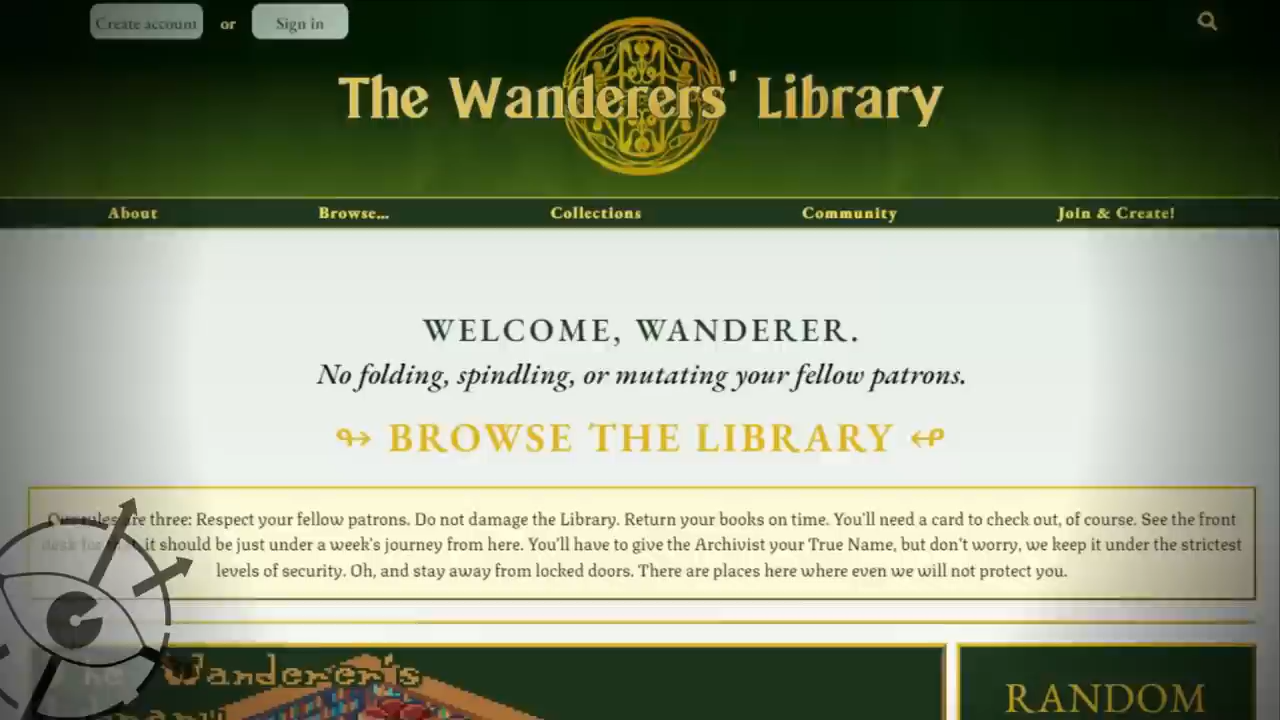 Create account or Sign in
The Wanderers' Library
About Browse... Collections Community Join & Create!
WELCOME, WANDERER.
No folding, spindling, or mutating your fellow patrons.
↬ BROWSE THE LIBRARY ↫
Our rules are three: Respect your fellow patrons. Do not damage the Library. Return your books on time. You'll need a card to check out, of course. See the front
desk for that, it should be just under a week's journey from here. You'll have to give the Archivist your True Name, but don't worry, we keep it under the strictest
levels of security. Oh, and stay away from locked doors. There are places here where even we will not protect you.
Wanderer's
RANDOM